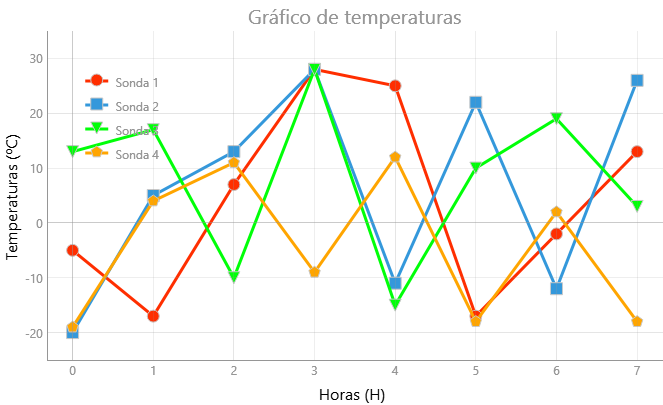 Gráfico de temperaturas
Temperaturas (ºC)
30
20
10
0
-10
-20
Sonda 1
Sonda 2
Sonda 3
Sonda 4
0 1 2 3 4 5 6 7
Horas (H)